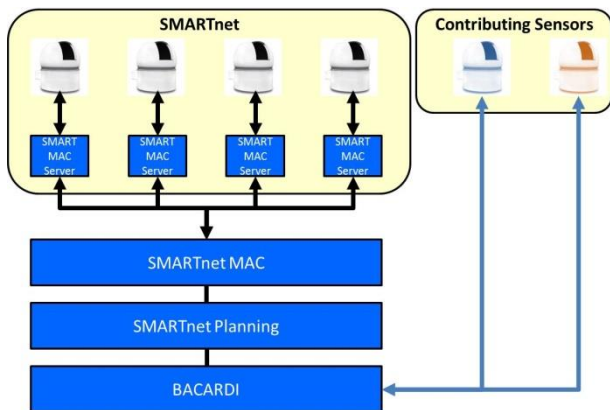 SMARTnet
Contributing Sensors
SMART
MAC
Server
SMART
MAC
Server
SMART
MAC
Server
SMART
MAC
Server
SMARTnet MAC
SMARTnet Planning
BACARDI